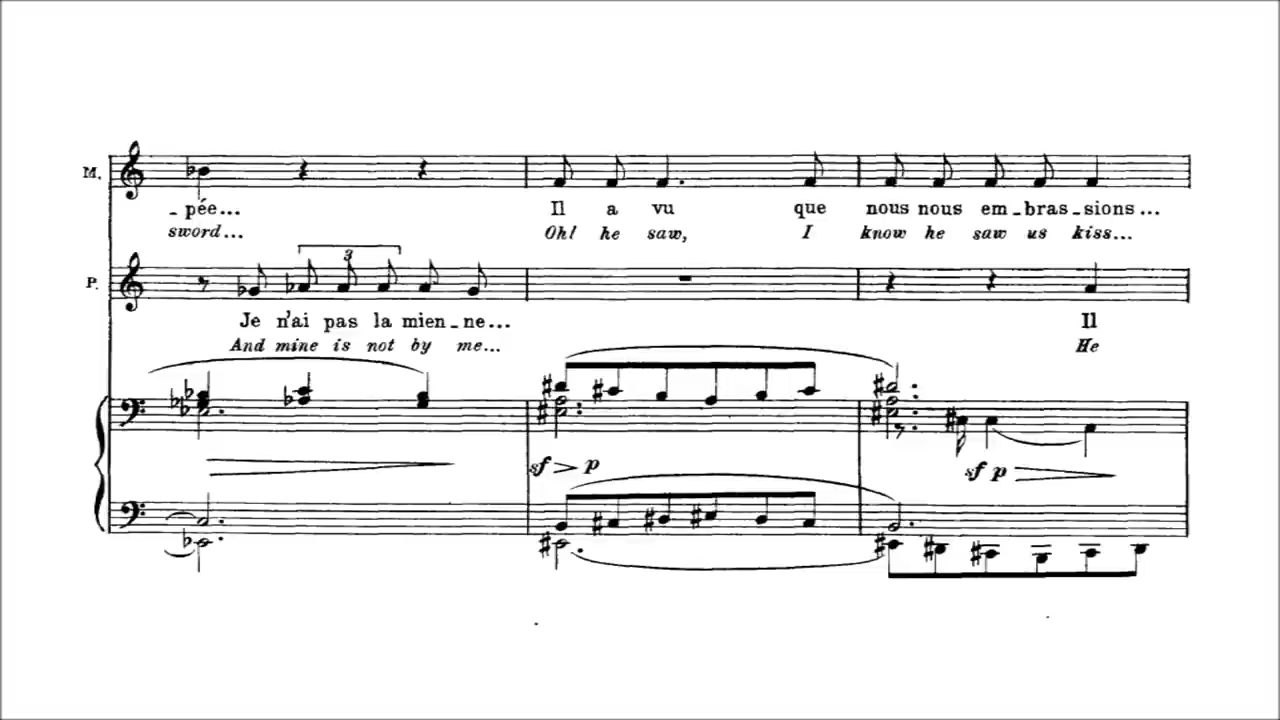 M.
- pée... Il a vu que nous nous em - bras - sions...
sword... Oh! he saw, I know he saw us kiss...
P.
3
Je n'ai pas la mien - ne... Il
And mine is not by me... He
sf p
sf p